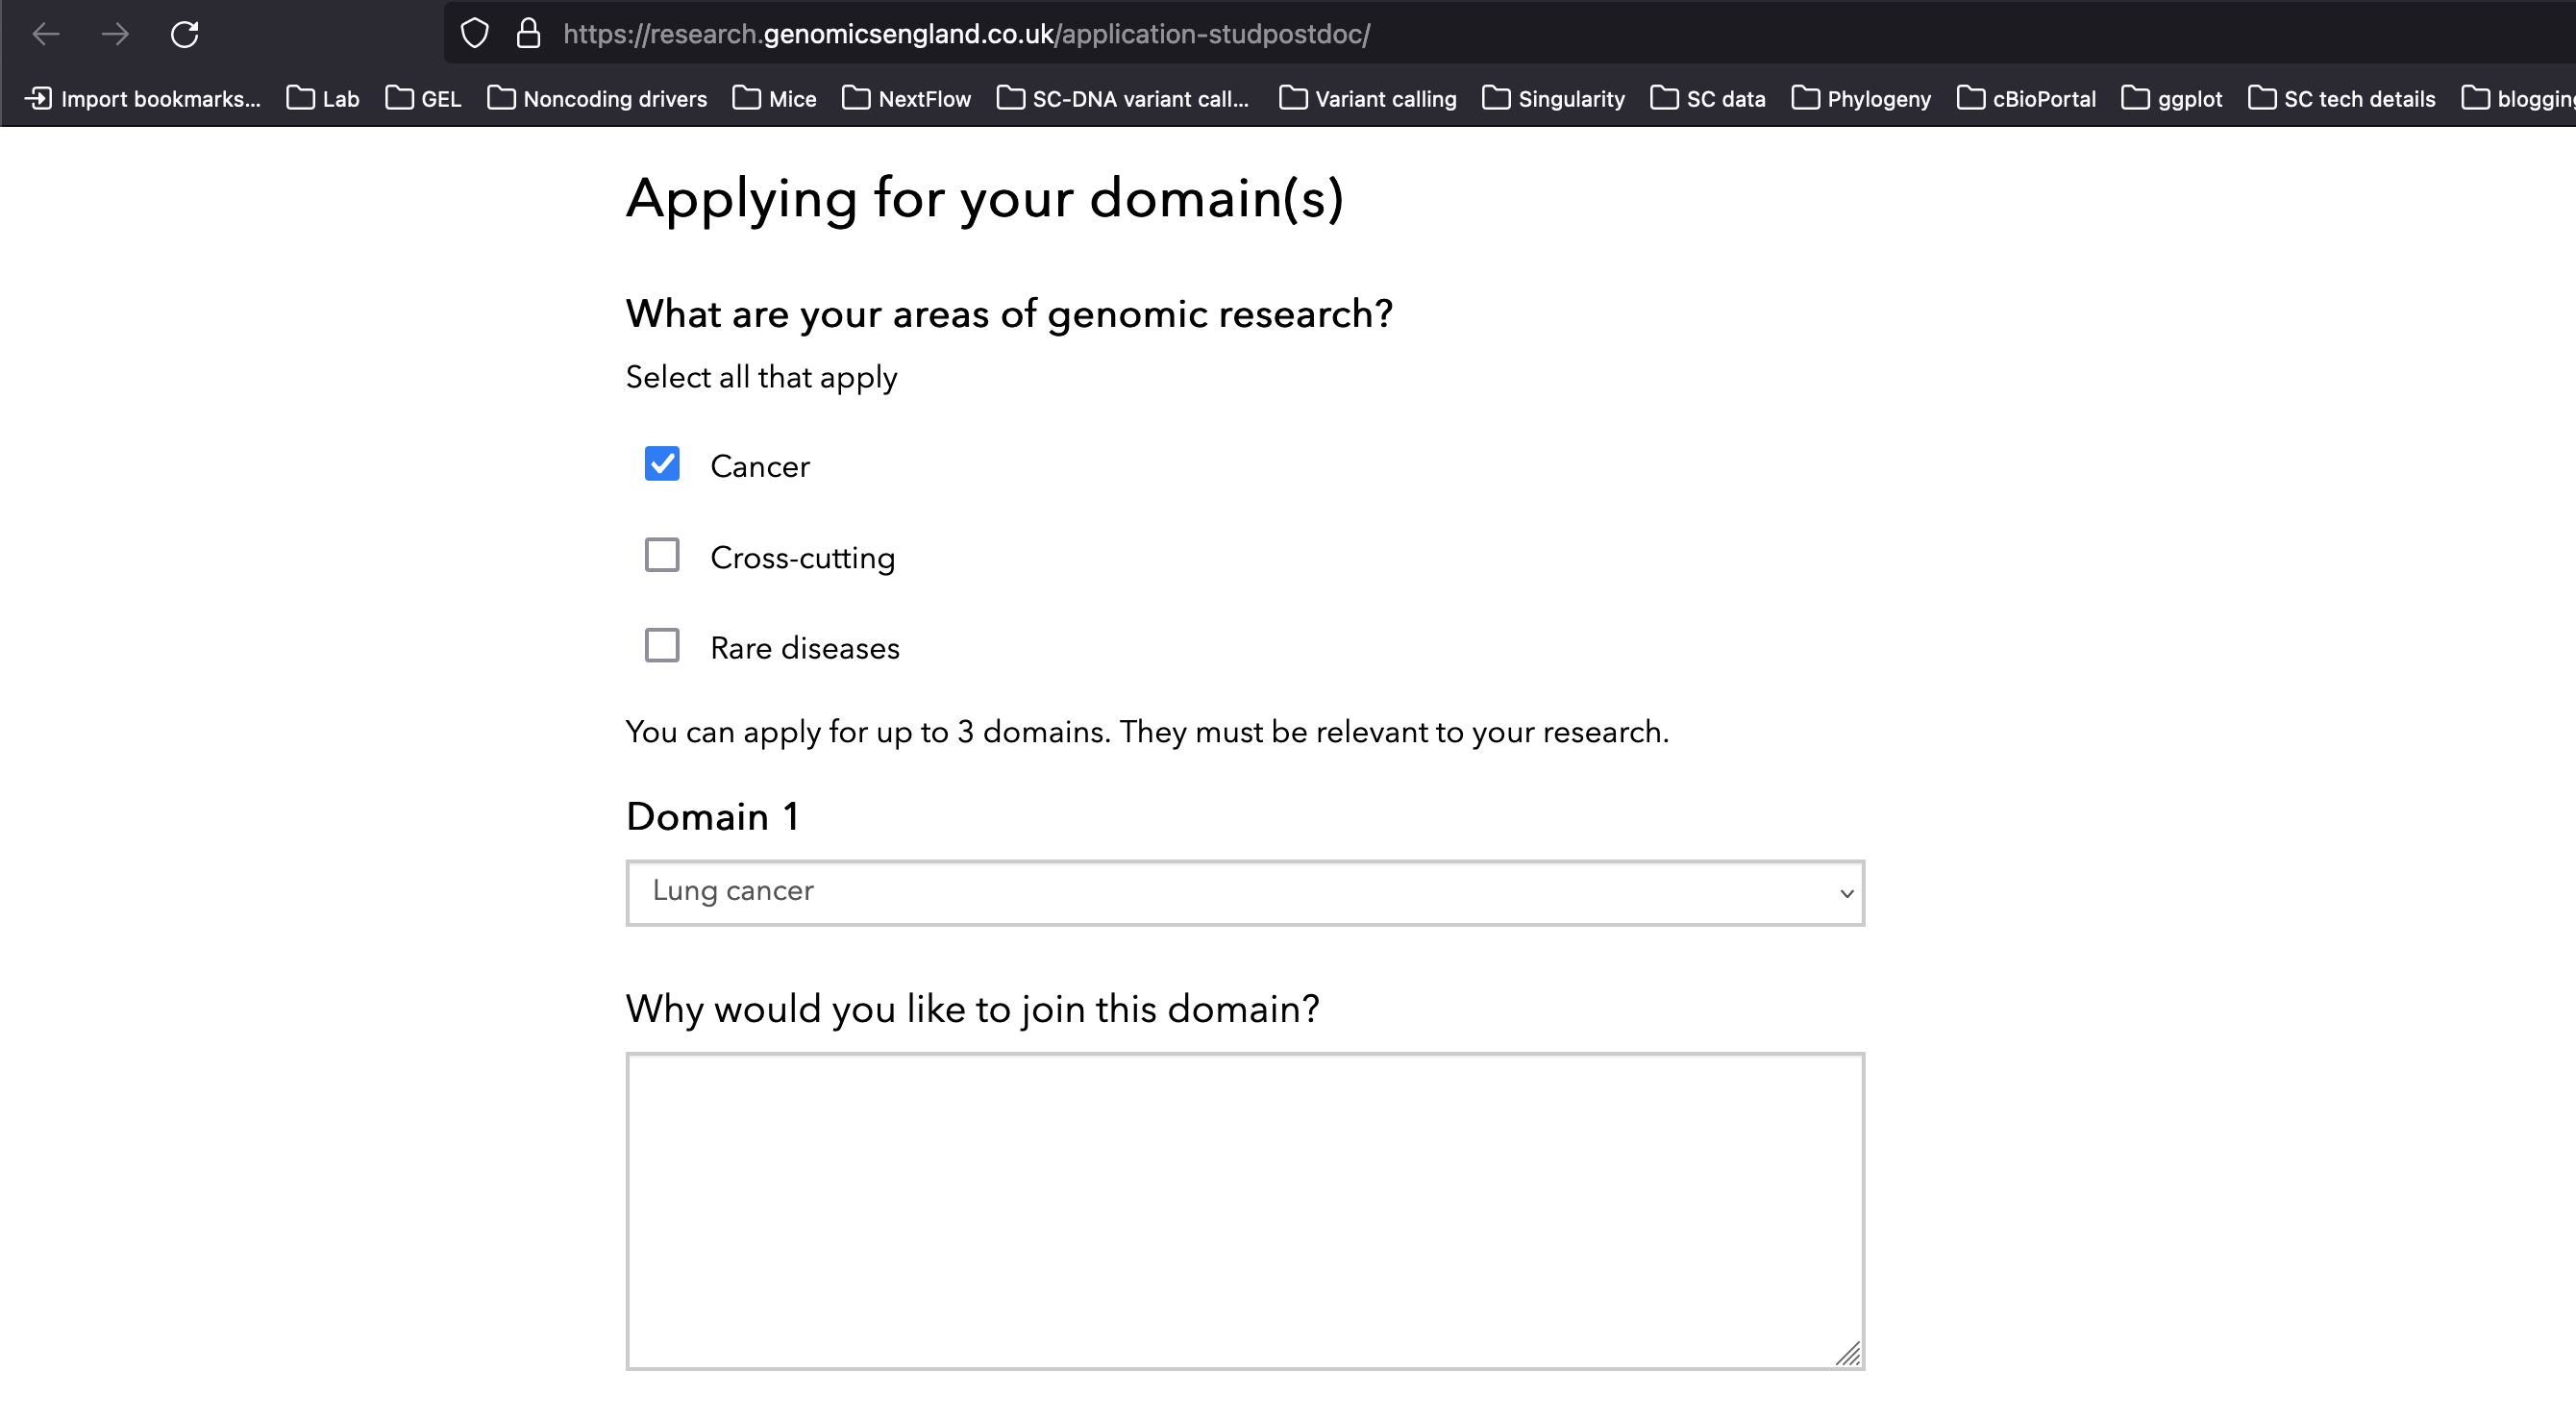 https://research.genomicsengland.co.uk/application-studpostdoc/
Import bookmarks... Lab GEL Noncoding drivers Mice NextFlow SC-DNA variant call... Variant calling Singularity SC data Phylogeny cBioPortal ggplot SC tech details
Applying for your domain(s)
What are your areas of genomic research?
Select all that apply
Cancer
Cross-cutting
Rare diseases
You can apply for up to 3 domains. They must be relevant to your research.
Domain 1
Lung cancer
Why would you like to join this domain?